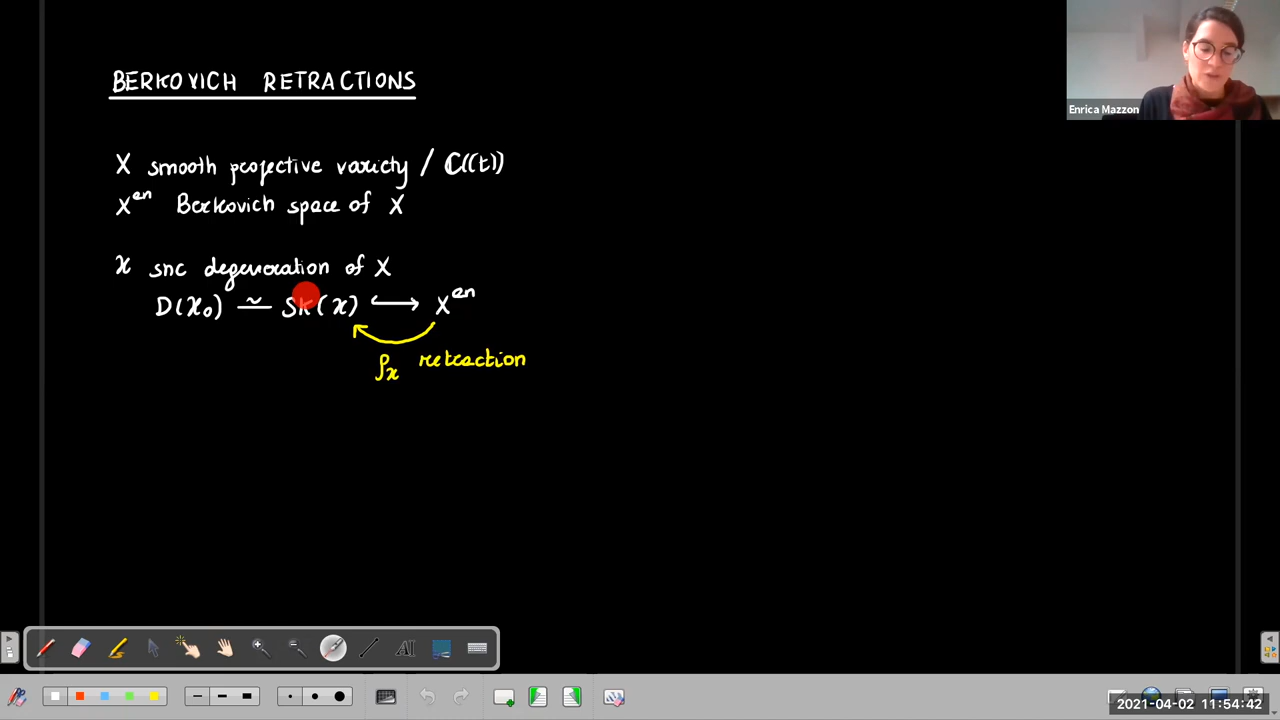 BERKOVICH RETRACTIONS
X smooth projective variety / ℂ((t))
X^an Berkovich space of X
𝒳 snc degeneration of X
D(𝒳₀) ≃ Sk(𝒳) ↪ X^an
ρ_𝒳 retraction
Enrica Mazzon
AI
2021-04-02 11:54:42